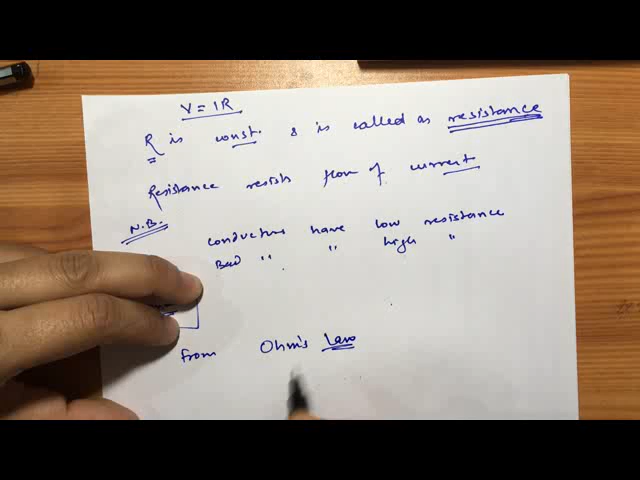 V = IR
R is const. & is called as resistance
Resistance resists flow of current
N.B.
conductors have low resistance
Bad " " high "
from Ohm's Law